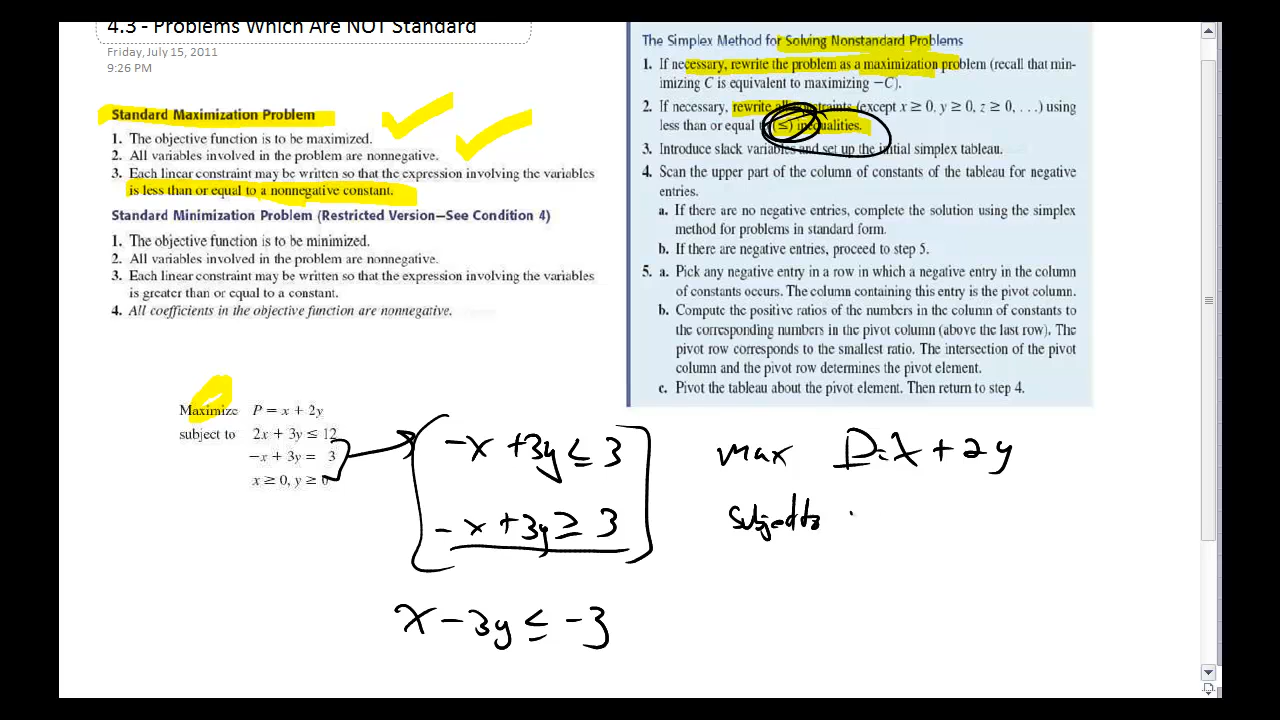 4.3 - Problems Which Are NOT Standard
Friday, July 15, 2011
9:26 PM
Standard Maximization Problem
1. The objective function is to be maximized.
2. All variables involved in the problem are nonnegative.
3. Each linear constraint may be written so that the expression involving the variables
is less than or equal to a nonnegative constant.
Standard Minimization Problem (Restricted Version—See Condition 4)
1. The objective function is to be minimized.
2. All variables involved in the problem are nonnegative.
3. Each linear constraint may be written so that the expression involving the variables
is greater than or equal to a constant.
4. All coefficients in the objective function are nonnegative.
The Simplex Method for Solving Nonstandard Problems
1. If necessary, rewrite the problem as a maximization problem (recall that min-
imizing C is equivalent to maximizing −C).
2. If necessary, rewrite all constraints (except x ≥ 0, y ≥ 0, z ≥ 0, . . .) using
less than or equal (≤) inequalities.
3. Introduce slack variables and set up the initial simplex tableau.
4. Scan the upper part of the column of constants of the tableau for negative
entries.
a. If there are no negative entries, complete the solution using the simplex
method for problems in standard form.
b. If there are negative entries, proceed to step 5.
5. a. Pick any negative entry in a row in which a negative entry in the column
of constants occurs. The column containing this entry is the pivot column.
b. Compute the positive ratios of the numbers in the column of constants to
the corresponding numbers in the pivot column (above the last row). The
pivot row corresponds to the smallest ratio. The intersection of the pivot
column and the pivot row determines the pivot element.
c. Pivot the tableau about the pivot element. Then return to step 4.
Maximize P = x + 2y
subject to 2x + 3y ≤ 12
−x + 3y = 3
x ≥ 0, y ≥ 0
-x + 3y ≤ 3
-x + 3y ≥ 3
x - 3y ≤ -3
max P = x + 2y
subject to